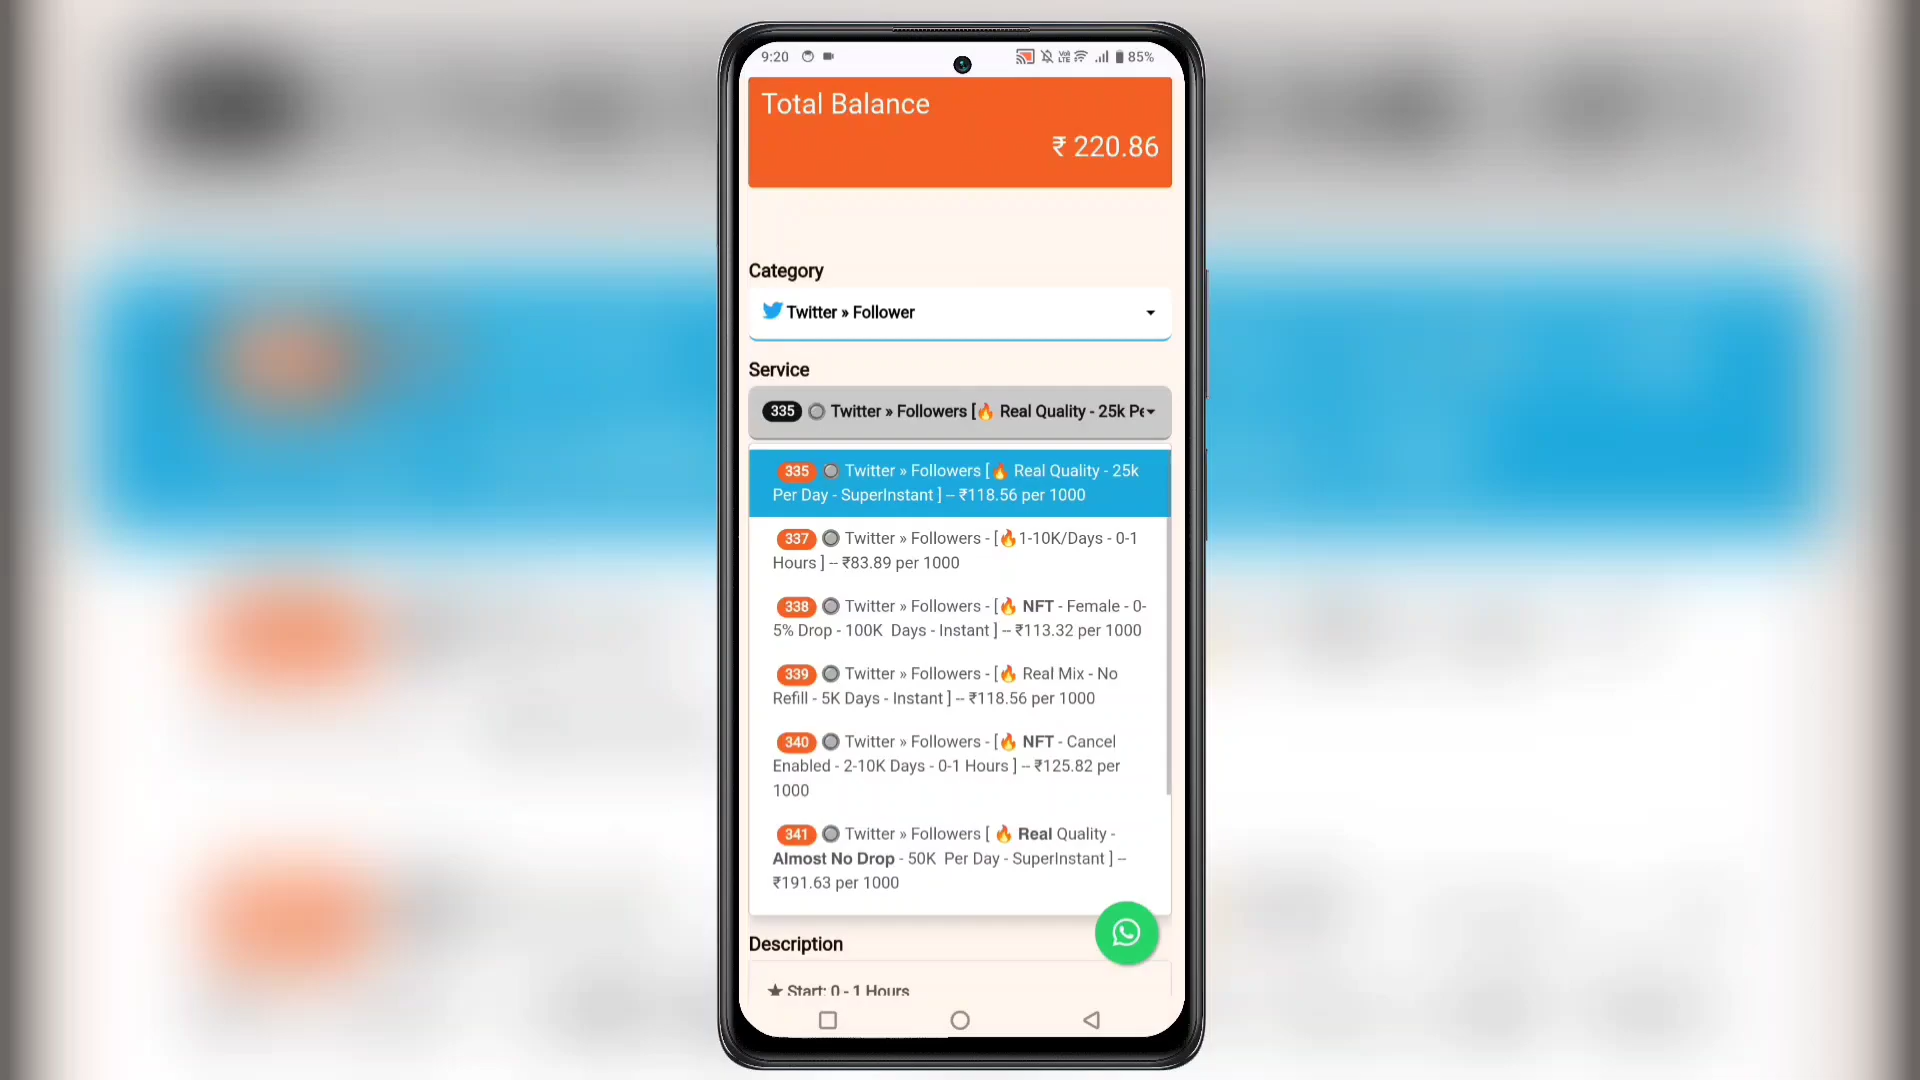 9:20
85%
Total Balance
₹ 220.86
Category
Twitter » Follower
Service
335 Twitter » Followers [🔥 Real Quality - 25k Pe
335 Twitter » Followers [🔥 Real Quality - 25k
Per Day - SuperInstant ] -- ₹118.56 per 1000
337 Twitter » Followers - [🔥1-10K/Days - 0-1
Hours ] -- ₹83.89 per 1000
338 Twitter » Followers - [🔥 NFT - Female - 0-
5% Drop - 100K Days - Instant ] -- ₹113.32 per 1000
339 Twitter » Followers - [🔥 Real Mix - No
Refill - 5K Days - Instant ] -- ₹118.56 per 1000
340 Twitter » Followers - [🔥 NFT - Cancel
Enabled - 2-10K Days - 0-1 Hours ] -- ₹125.82 per
1000
341 Twitter » Followers [ 🔥 Real Quality -
Almost No Drop - 50K Per Day - SuperInstant ] --
₹191.63 per 1000
Description
★ Start: 0 - 1 Hours